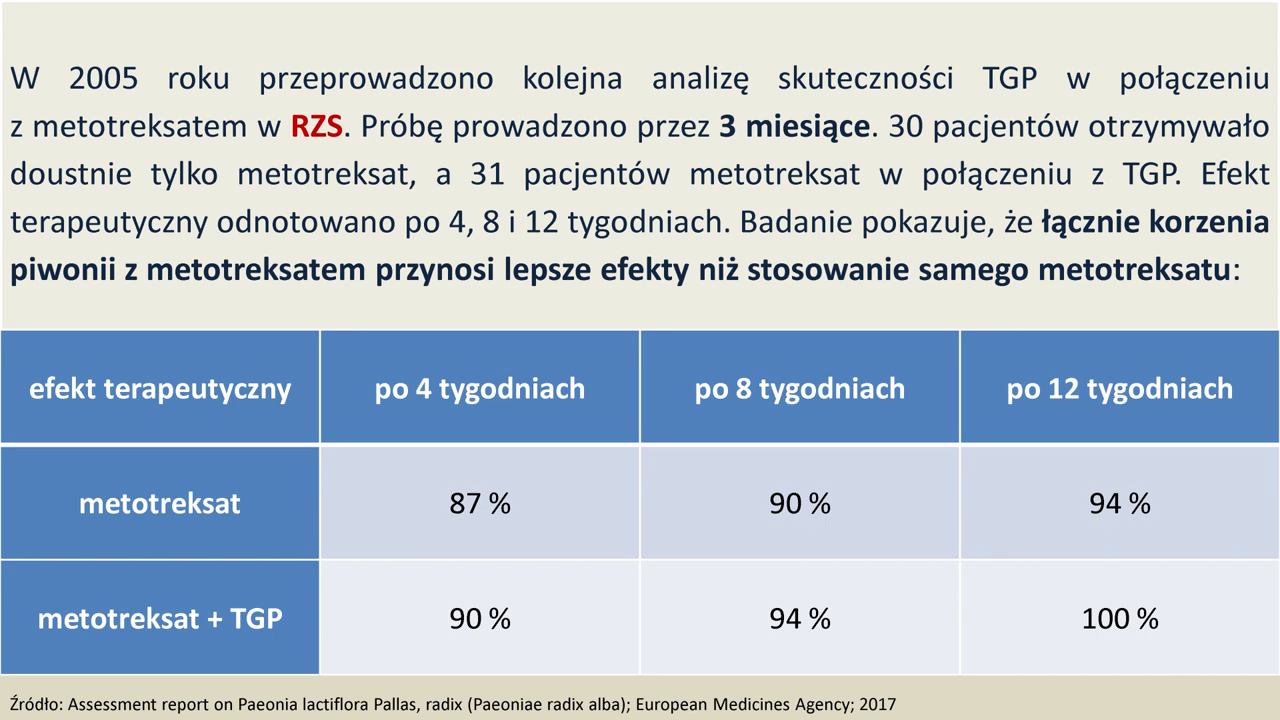 W 2005 roku przeprowadzono kolejna analizę skuteczności TGP w połączeniu
z metotreksatem w RZS. Próbę prowadzono przez 3 miesiące. 30 pacjentów otrzymywało
doustnie tylko metotreksat, a 31 pacjentów metotreksat w połączeniu z TGP. Efekt
terapeutyczny odnotowano po 4, 8 i 12 tygodniach. Badanie pokazuje, że łącznie korzenia
piwonii z metotreksatem przynosi lepsze efekty niż stosowanie samego metotreksatu:
efekt terapeutyczny po 4 tygodniach po 8 tygodniach po 12 tygodniach
metotreksat 87 % 90 % 94 %
metotreksat + TGP 90 % 94 % 100 %
Źródło: Assessment report on Paeonia lactiflora Pallas, radix (Paeoniae radix alba); European Medicines Agency; 2017